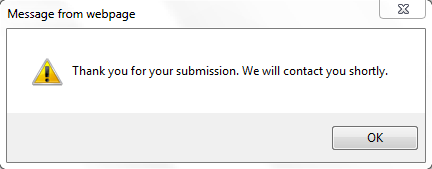 Message from webpage
Thank you for your submission. We will contact you shortly.
OK